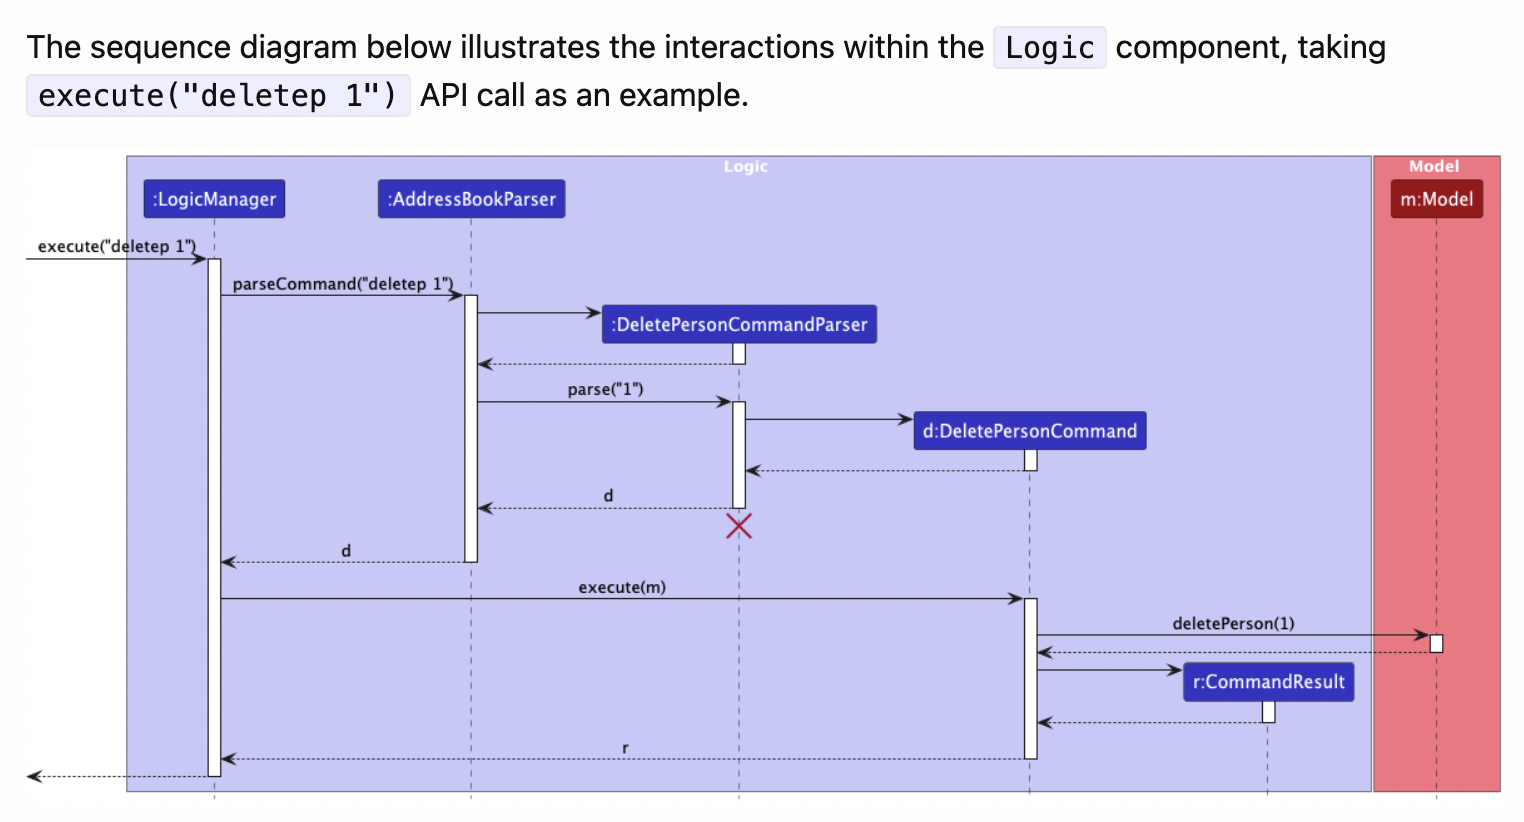 The sequence diagram below illustrates the interactions within the Logic component, taking
execute("deletep 1") API call as an example.
Logic
Model
:LogicManager
:AddressBookParser
m:Model
execute("deletep 1")
parseCommand("deletep 1")
:DeletePersonCommandParser
parse("1")
d:DeletePersonCommand
d
d
execute(m)
deletePerson(1)
r:CommandResult
r